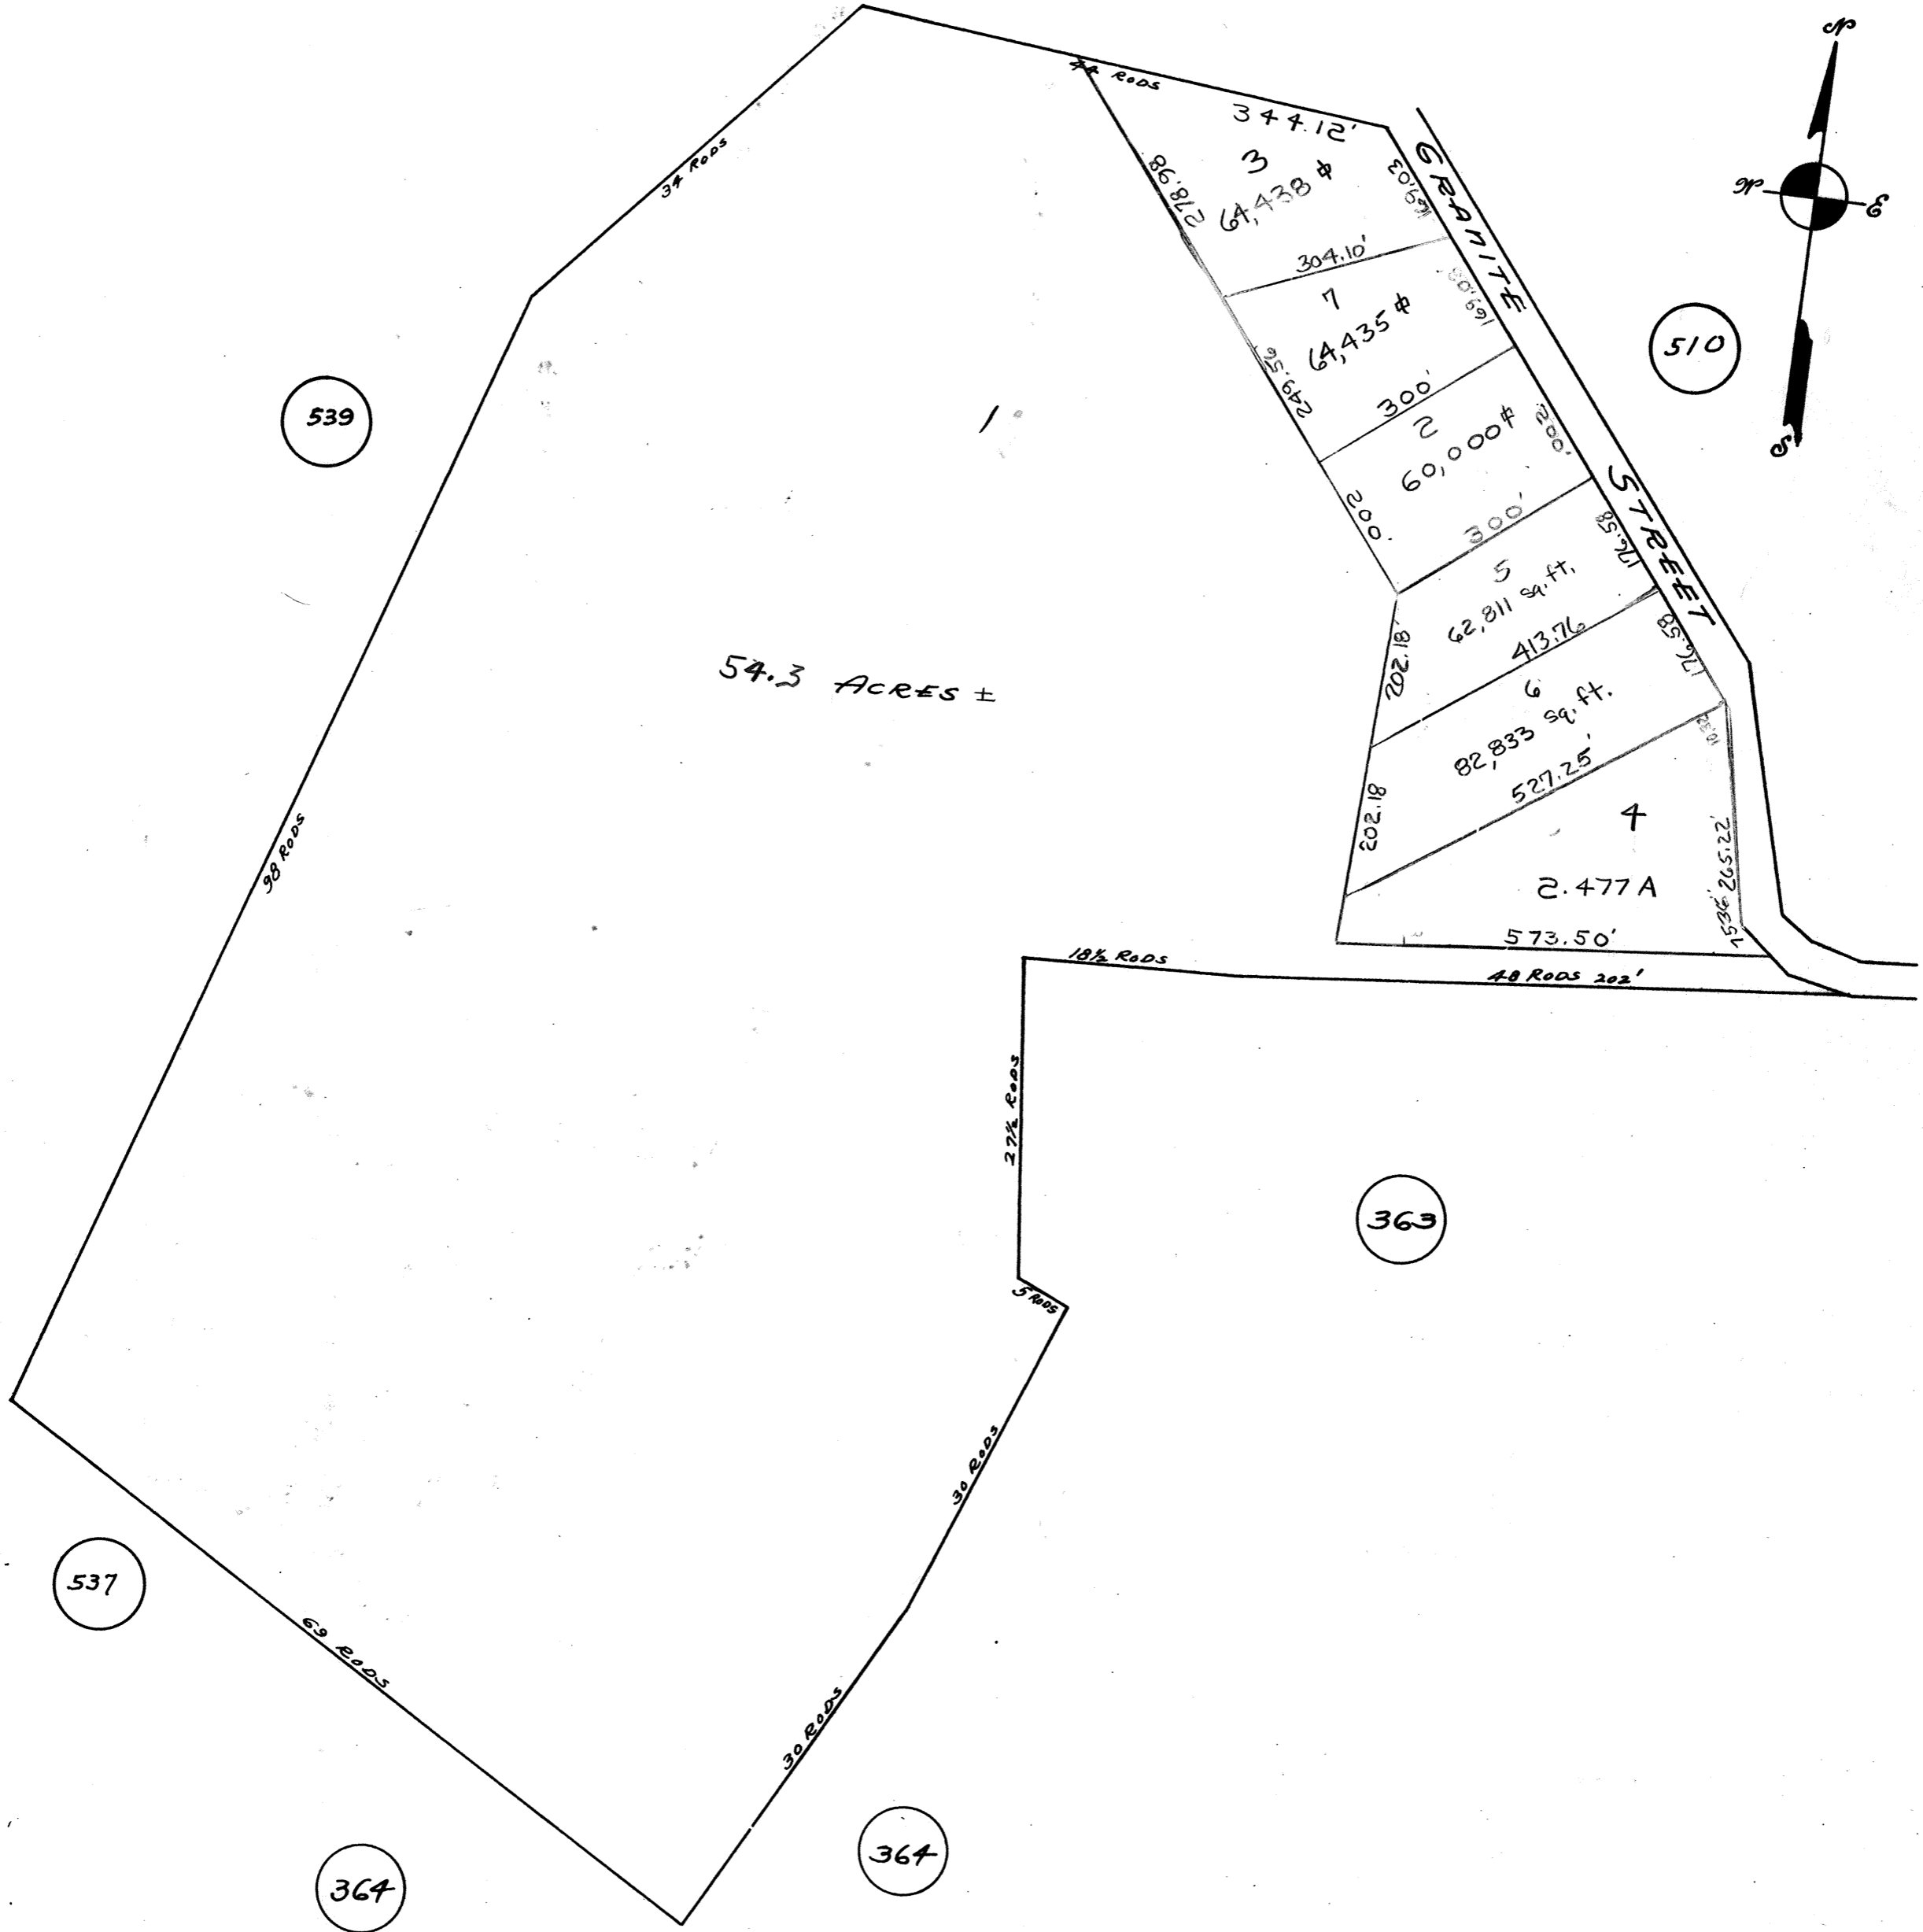 N
W
E
S
44 RODS
34 RODS
344.12'
3
64,438 ⌽
278.98
169.03
GRANITE STREET
304.10'
7
64,435 ⌽
249.56
169.03
300'
2
60,000 ⌽
200.
200.
300'
5
62,811 sq.ft.
176.58
202.18'
413.76
6
82,833 sq.ft.
176.58
202.18
527.25'
4
2.477 A
265.22'
573.50'
510
539
1
54.3 ACRES ±
98 RODS
18½ RODS
48 RODS 202'
27½ RODS
363
5 RODS
30 RODS
537
69 RODS
30 RODS
364
364